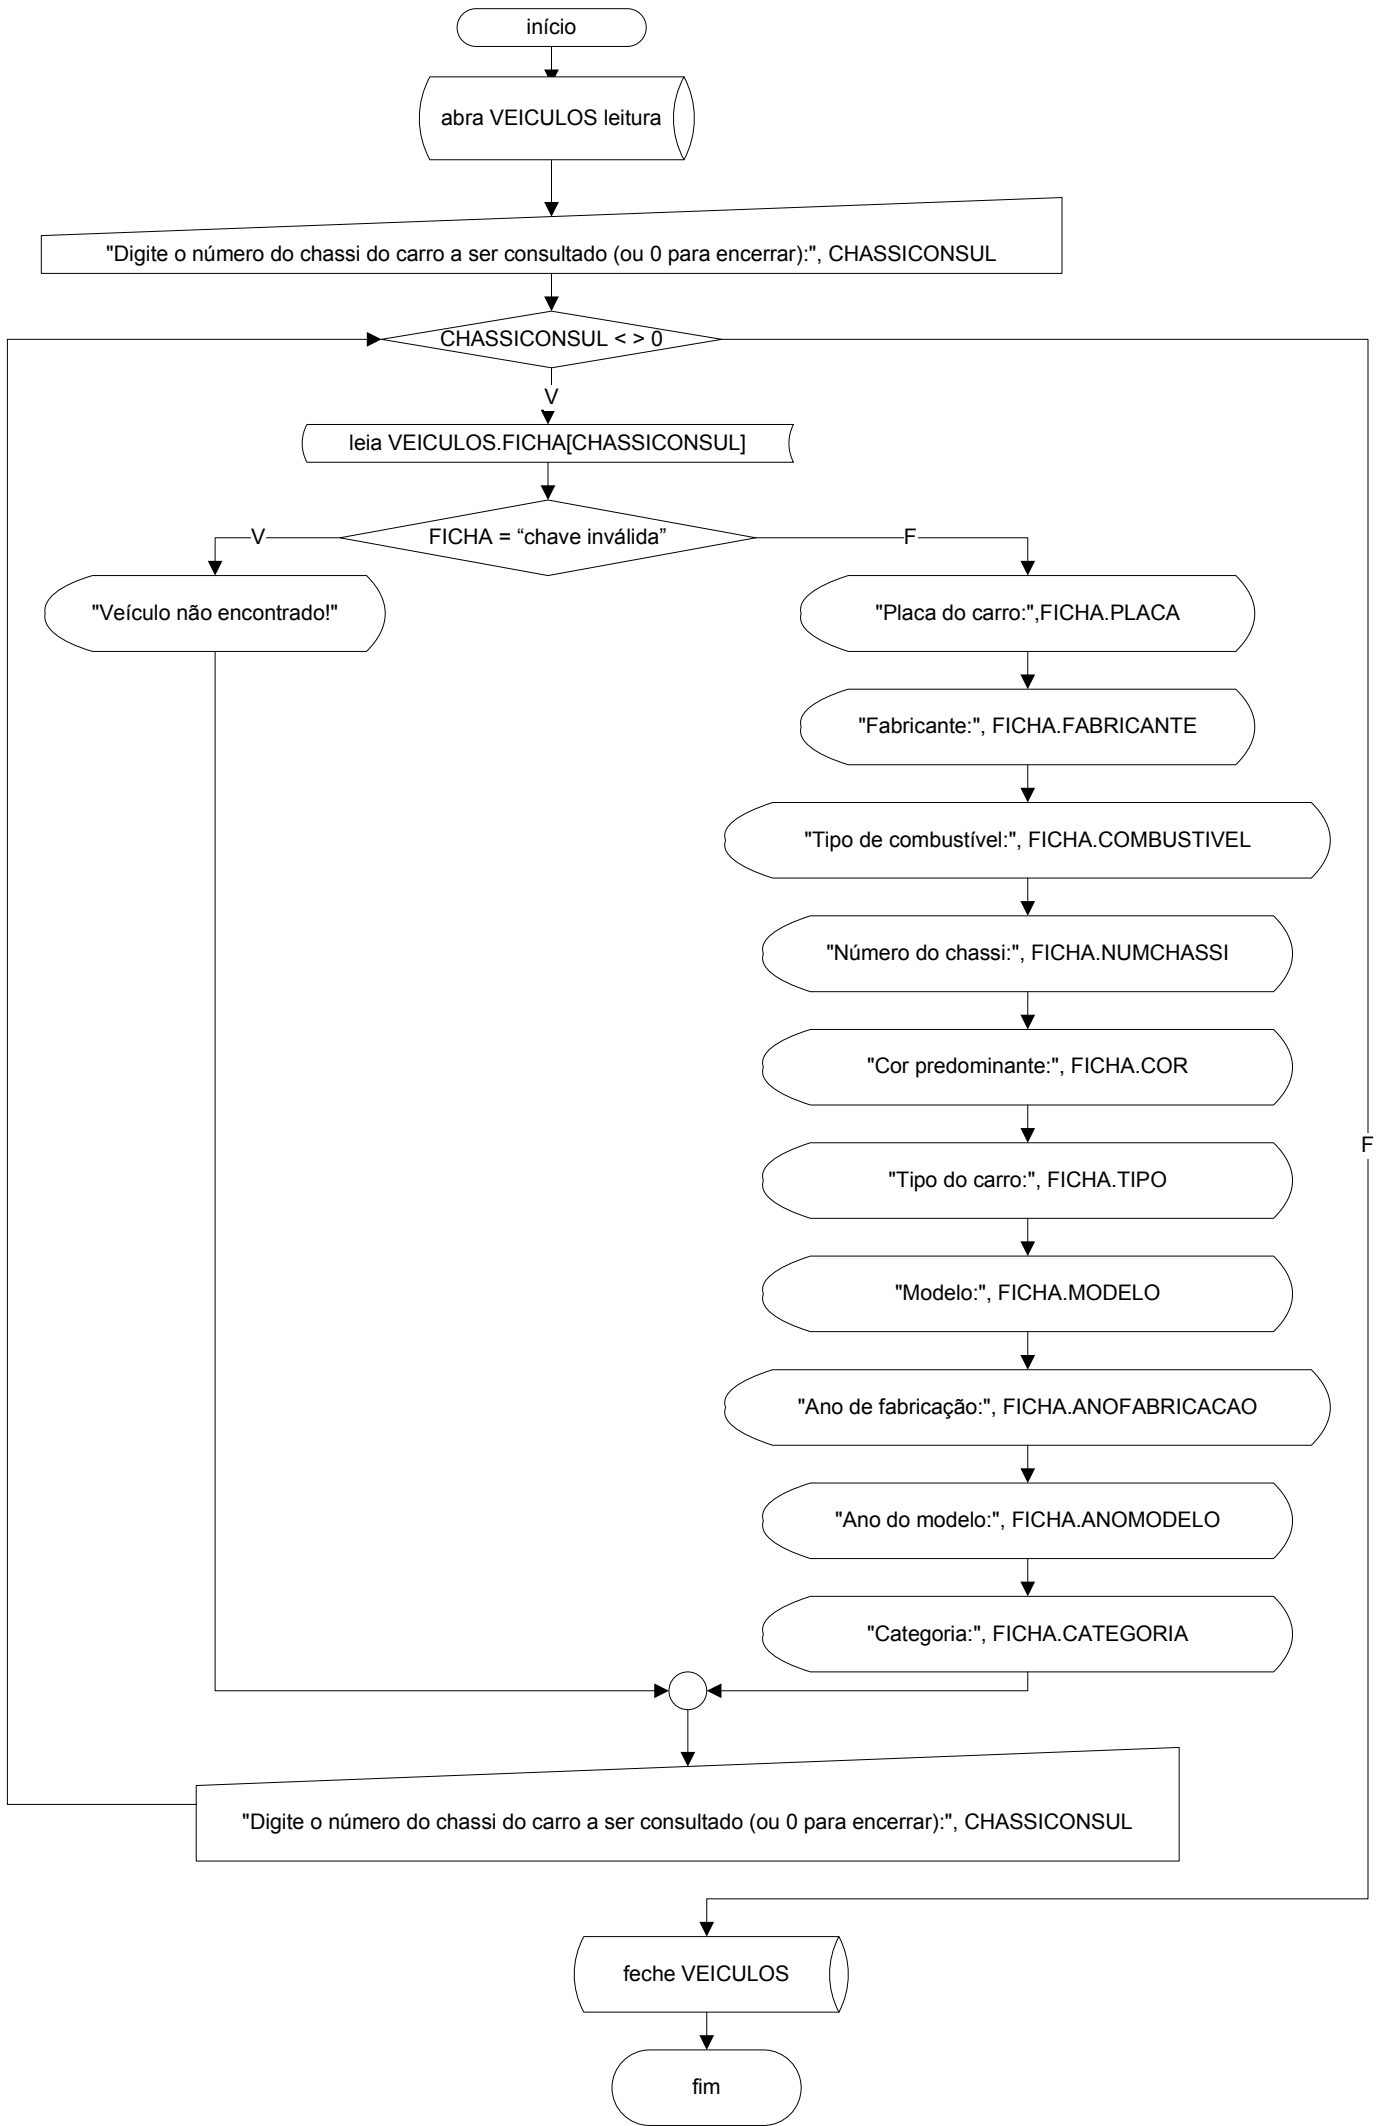 início
abra VEICULOS leitura
"Digite o número do chassi do carro a ser consultado (ou 0 para encerrar):", CHASSICONSUL
CHASSICONSUL < > 0
V
leia VEICULOS.FICHA[CHASSICONSUL]
V
FICHA = “chave inválida”
F
"Veículo não encontrado!"
"Placa do carro:",FICHA.PLACA
"Fabricante:", FICHA.FABRICANTE
"Tipo de combustível:", FICHA.COMBUSTIVEL
"Número do chassi:", FICHA.NUMCHASSI
"Cor predominante:", FICHA.COR
F
"Tipo do carro:", FICHA.TIPO
"Modelo:", FICHA.MODELO
"Ano de fabricação:", FICHA.ANOFABRICACAO
"Ano do modelo:", FICHA.ANOMODELO
"Categoria:", FICHA.CATEGORIA
"Digite o número do chassi do carro a ser consultado (ou 0 para encerrar):", CHASSICONSUL
feche VEICULOS
fim